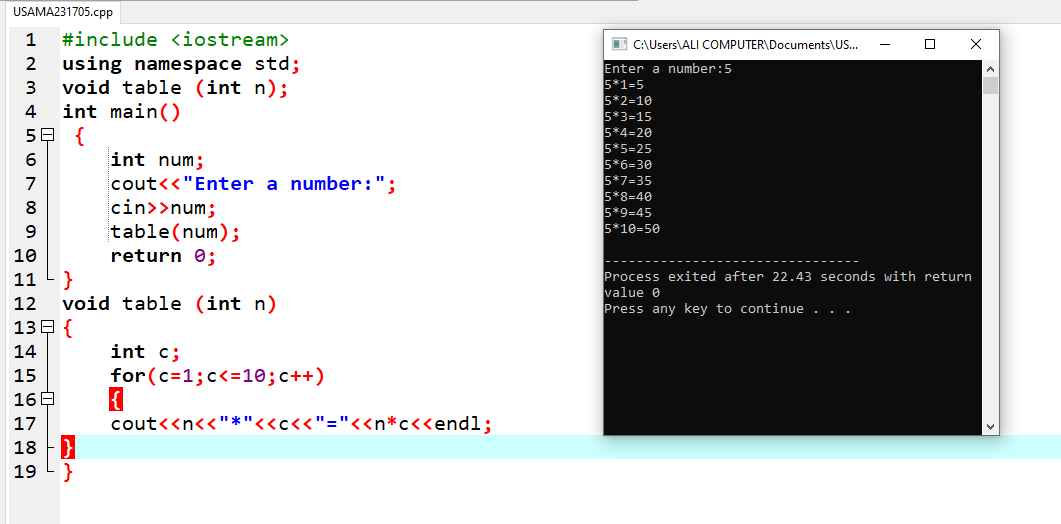 USAMA231705.cpp
1 #include <iostream>
2 using namespace std;
3 void table (int n);
4 int main()
5 {
6 int num;
7 cout<<"Enter a number:";
8 cin>>num;
9 table(num);
10 return 0;
11 }
12 void table (int n)
13 {
14 int c;
15 for(c=1;c<=10;c++)
16 {
17 cout<<n<<"*"<<c<<"="<<n*c<<endl;
18 }
19 }
C:\Users\ALI COMPUTER\Documents\US...
Enter a number:5
5*1=5
5*2=10
5*3=15
5*4=20
5*5=25
5*6=30
5*7=35
5*8=40
5*9=45
5*10=50
--------------------------------
Process exited after 22.43 seconds with return
value 0
Press any key to continue . . .